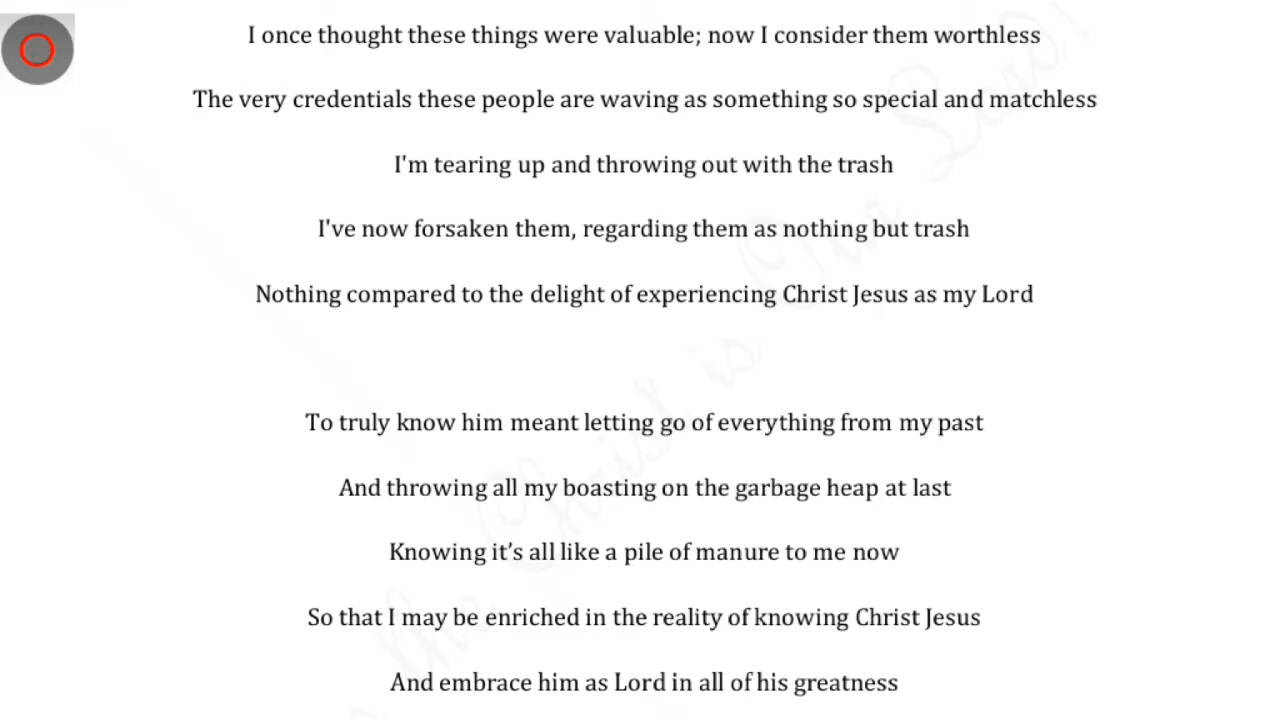 I once thought these things were valuable; now I consider them worthless
The very credentials these people are waving as something so special and matchless
I'm tearing up and throwing out with the trash
I've now forsaken them, regarding them as nothing but trash
Nothing compared to the delight of experiencing Christ Jesus as my Lord
To truly know him meant letting go of everything from my past
And throwing all my boasting on the garbage heap at last
Knowing it’s all like a pile of manure to me now
So that I may be enriched in the reality of knowing Christ Jesus
And embrace him as Lord in all of his greatness
the Christ is Our Lord!